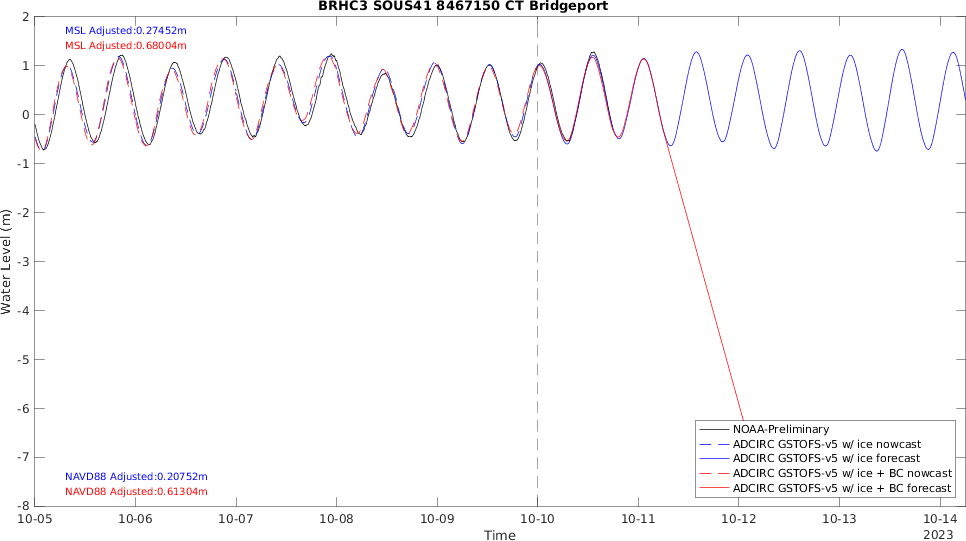 BRHC3 SOUS41 8467150 CT Bridgeport
MSL Adjusted:0.27452m
MSL Adjusted:0.68004m
2
1
0
-1
-2
-3
-4
-5
-6
-7
-8
Water Level (m)
NAVD88 Adjusted:0.20752m
NAVD88 Adjusted:0.61304m
NOAA-Preliminary
ADCIRC GSTOFS-v5 w/ ice nowcast
ADCIRC GSTOFS-v5 w/ ice forecast
ADCIRC GSTOFS-v5 w/ ice + BC nowcast
ADCIRC GSTOFS-v5 w/ ice + BC forecast
10-05 10-06 10-07 10-08 10-09 10-10 10-11 10-12 10-13 10-14
2023
Time